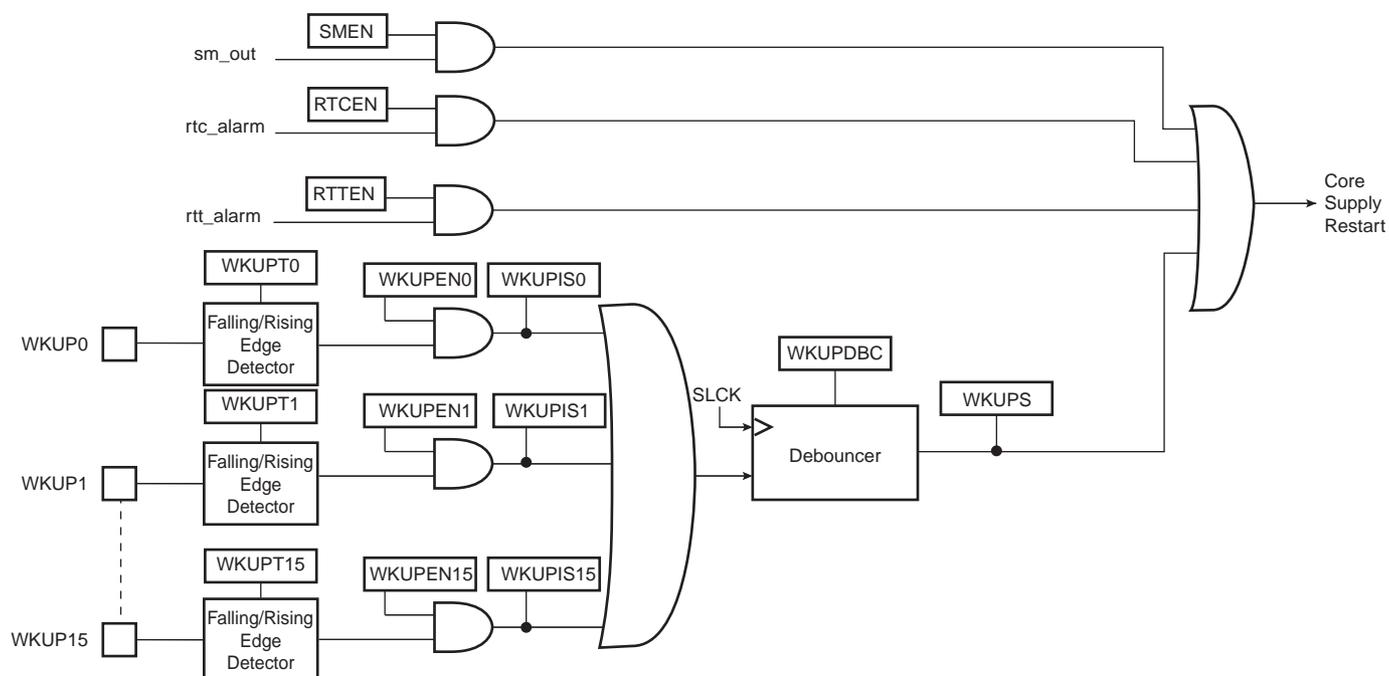 SMEN
sm_out
RTCEN
rtc_alarm
RTTEN
rtt_alarm
Core
Supply
Restart
WKUPT0
WKUPEN0
WKUPIS0
WKUP0
Falling/Rising
Edge
Detector
WKUPT1
WKUPEN1
WKUPIS1
WKUP1
Falling/Rising
Edge
Detector
WKUPDBC
SLCK
Debouncer
WKUPS
WKUPT15
WKUPEN15
WKUPIS15
WKUP15
Falling/Rising
Edge
Detector